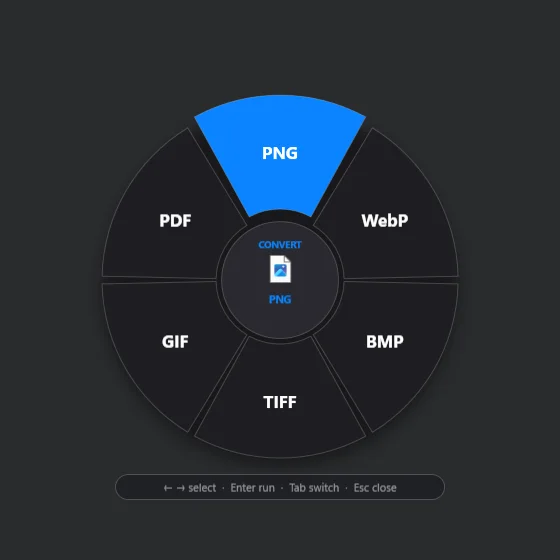 PNG
PDF
WebP
CONVERT
PNG
GIF
BMP
TIFF
← → select · Enter run · Tab switch · Esc close